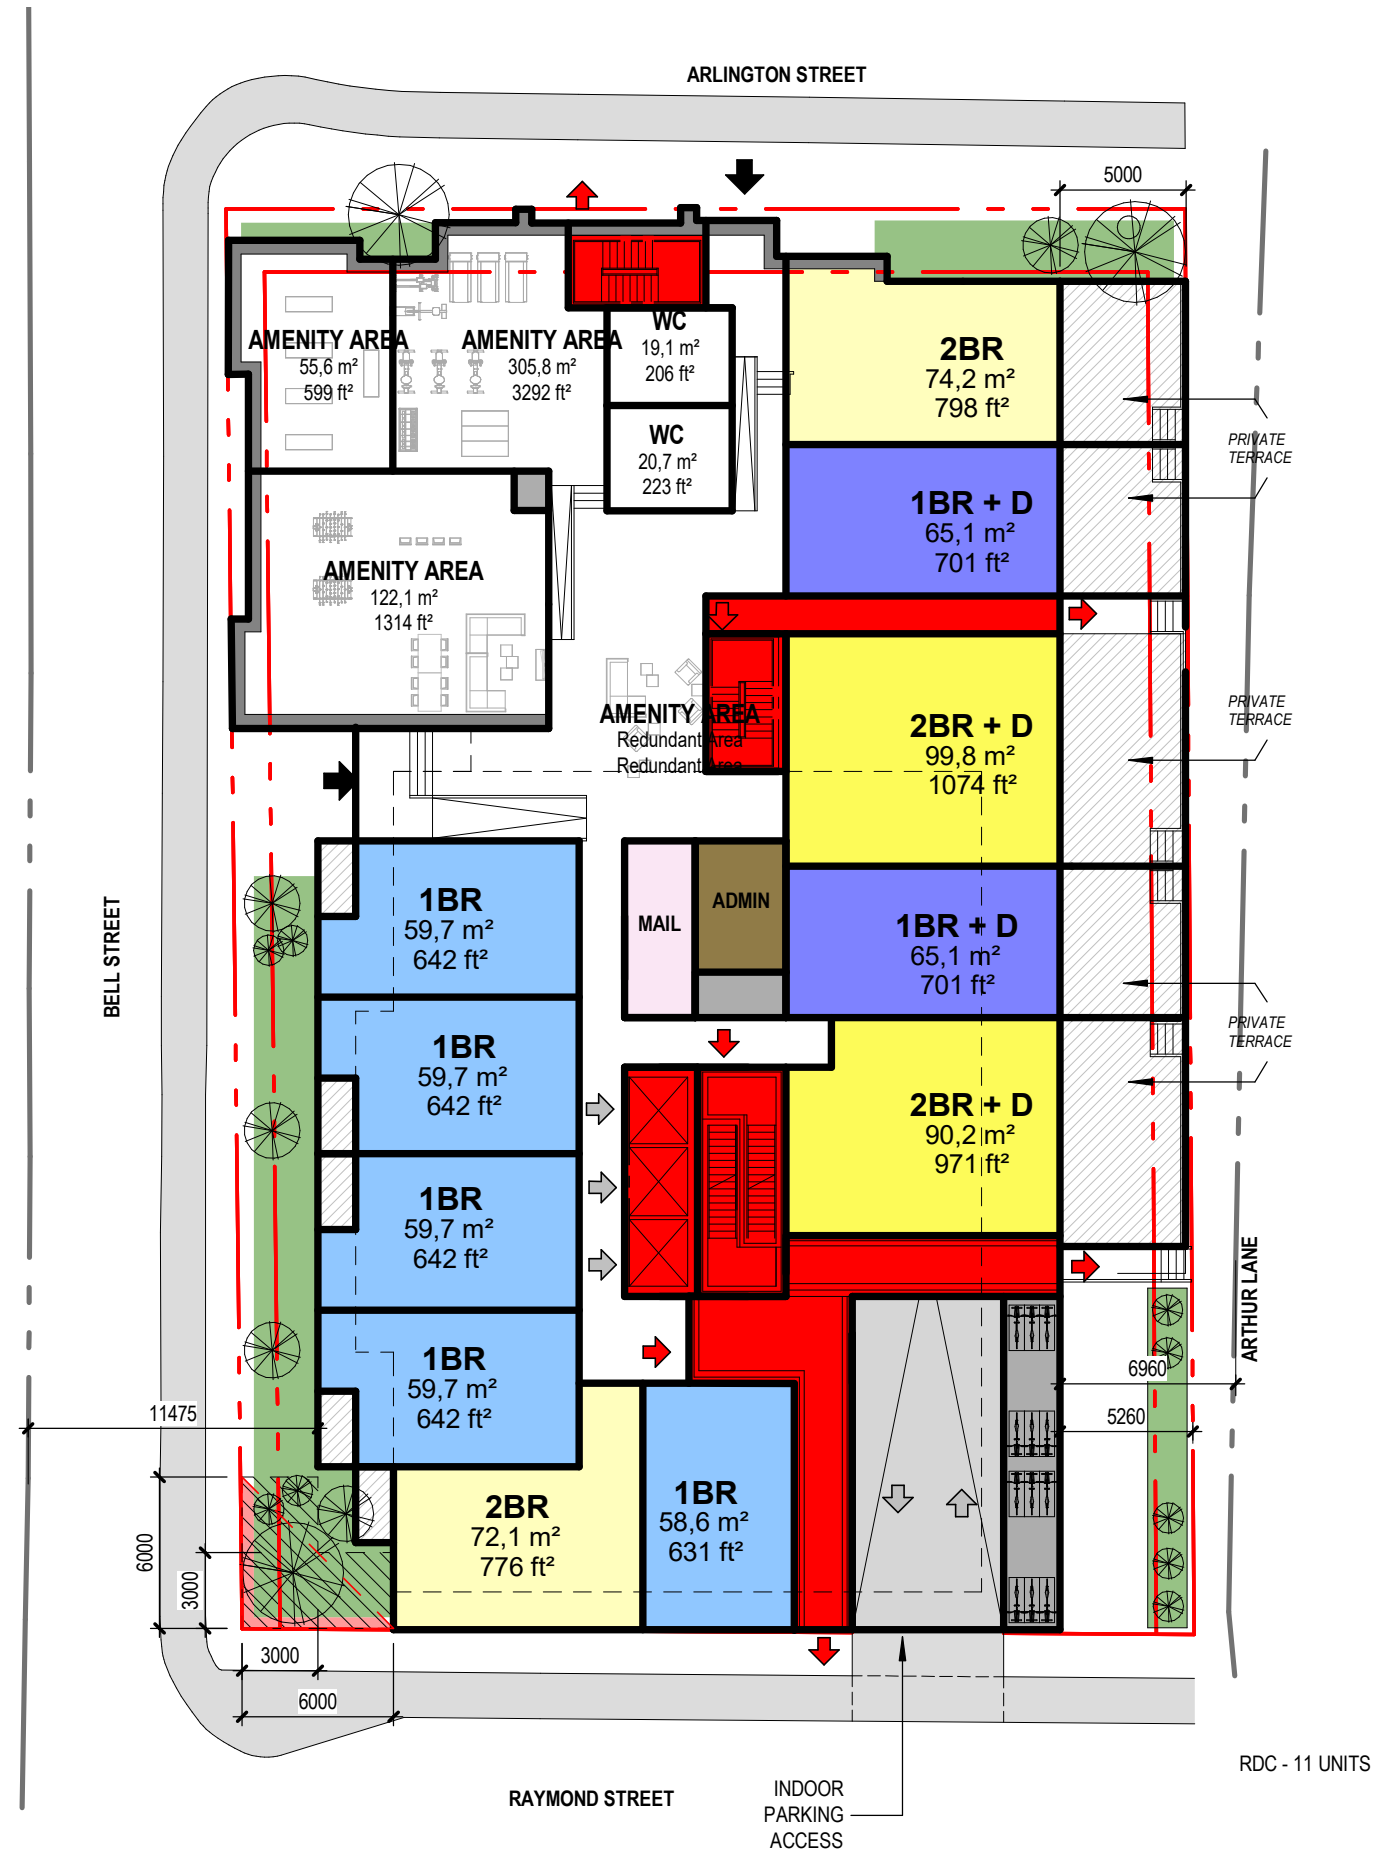 ARLINGTON STREET
5000
AMENITY AREA
55,6 m²
599 ft²
AMENITY AREA
305,8 m²
3292 ft²
WC
19,1 m²
206 ft²
WC
20,7 m²
223 ft²
2BR
74,2 m²
798 ft²
PRIVATE
TERRACE
1BR + D
65,1 m²
701 ft²
AMENITY AREA
122,1 m²
1314 ft²
AMENITY AREA
Redundant Area
Redundant Area
2BR + D
99,8 m²
1074 ft²
PRIVATE
TERRACE
BELL STREET
1BR
59,7 m²
642 ft²
MAIL
ADMIN
1BR + D
65,1 m²
701 ft²
PRIVATE
TERRACE
1BR
59,7 m²
642 ft²
2BR + D
90,2 m²
971 ft²
1BR
59,7 m²
642 ft²
ARTHUR LANE
1BR
59,7 m²
642 ft²
6960
11475
5260
2BR
72,1 m²
776 ft²
1BR
58,6 m²
631 ft²
6000
3000
3000
6000
RDC - 11 UNITS
RAYMOND STREET
INDOOR
PARKING
ACCESS